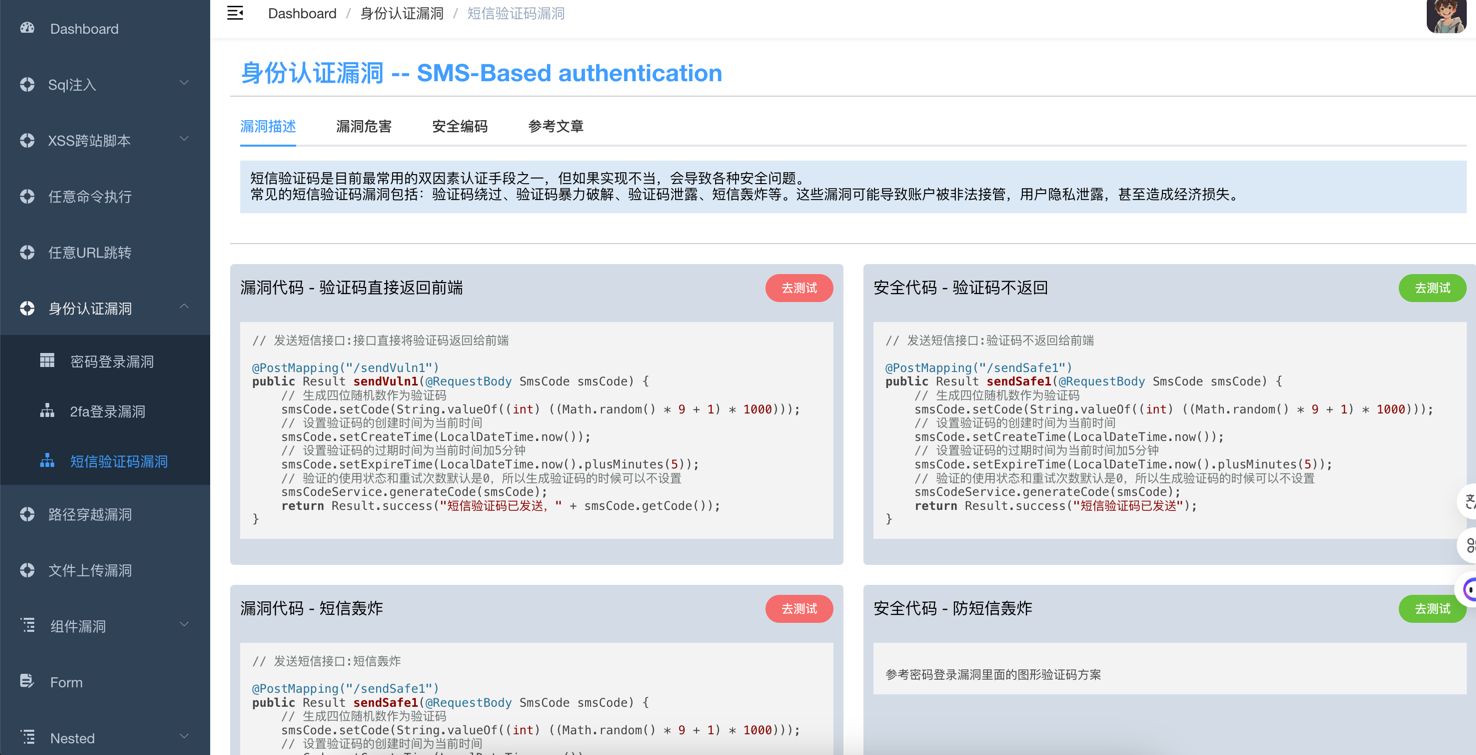 Dashboard
Sql注入
XSS跨站脚本
任意命令执行
任意URL跳转
身份认证漏洞
密码登录漏洞
2fa登录漏洞
短信验证码漏洞
路径穿越漏洞
文件上传漏洞
组件漏洞
Form
Nested
Dashboard / 身份认证漏洞 / 短信验证码漏洞
身份认证漏洞 -- SMS-Based authentication
漏洞描述 漏洞危害 安全编码 参考文章
短信验证码是目前最常用的双因素认证手段之一，但如果实现不当，会导致各种安全问题。
常见的短信验证码漏洞包括：验证码绕过、验证码暴力破解、验证码泄露、短信轰炸等。这些漏洞可能导致账户被非法接管，用户隐私泄露，甚至造成经济损失。
漏洞代码 - 验证码直接返回前端 去测试
// 发送短信接口:接口直接将验证码返回给前端
@PostMapping("/sendVuln1")
public Result sendVuln1(@RequestBody SmsCode smsCode) {
// 生成四位随机数作为验证码
smsCode.setCode(String.valueOf((int) ((Math.random() * 9 + 1) * 1000)));
// 设置验证码的创建时间为当前时间
smsCode.setCreateTime(LocalDateTime.now());
// 设置验证码的过期时间为当前时间加5分钟
smsCode.setExpireTime(LocalDateTime.now().plusMinutes(5));
// 验证的使用状态和重试次数默认是0，所以生成验证码的时候可以不设置
smsCodeService.generateCode(smsCode);
return Result.success("短信验证码已发送，" + smsCode.getCode());
}
安全代码 - 验证码不返回 去测试
// 发送短信接口:验证码不返回给前端
@PostMapping("/sendSafe1")
public Result sendSafe1(@RequestBody SmsCode smsCode) {
// 生成四位随机数作为验证码
smsCode.setCode(String.valueOf((int) ((Math.random() * 9 + 1) * 1000)));
// 设置验证码的创建时间为当前时间
smsCode.setCreateTime(LocalDateTime.now());
// 设置验证码的过期时间为当前时间加5分钟
smsCode.setExpireTime(LocalDateTime.now().plusMinutes(5));
// 验证的使用状态和重试次数默认是0，所以生成验证码的时候可以不设置
smsCodeService.generateCode(smsCode);
return Result.success("短信验证码已发送");
}
漏洞代码 - 短信轰炸 去测试
// 发送短信接口:短信轰炸
@PostMapping("/sendSafe1")
public Result sendSafe1(@RequestBody SmsCode smsCode) {
// 生成四位随机数作为验证码
smsCode.setCode(String.valueOf((int) ((Math.random() * 9 + 1) * 1000)));
// 设置验证码的创建时间为当前时间
安全代码 - 防短信轰炸 去测试
参考密码登录漏洞里面的图形验证码方案